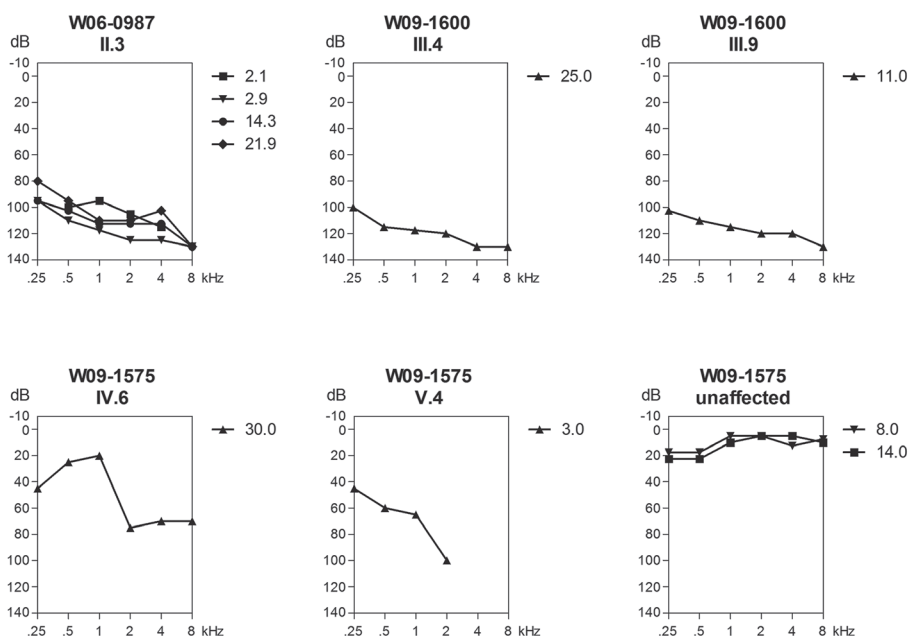 W06-0987
II.3
dB
-10
0
20
40
60
80
100
120
140
.25 .5 1 2 4 8 kHz
2.1
2.9
14.3
21.9
W09-1600
III.4
dB
-10
0
20
40
60
80
100
120
140
.25 .5 1 2 4 8 kHz
25.0
W09-1600
III.9
dB
-10
0
20
40
60
80
100
120
140
.25 .5 1 2 4 8 kHz
11.0
W09-1575
IV.6
dB
-10
0
20
40
60
80
100
120
140
.25 .5 1 2 4 8 kHz
30.0
W09-1575
V.4
dB
-10
0
20
40
60
80
100
120
140
.25 .5 1 2 4 8 kHz
3.0
W09-1575
unaffected
dB
-10
0
20
40
60
80
100
120
140
.25 .5 1 2 4 8 kHz
8.0
14.0